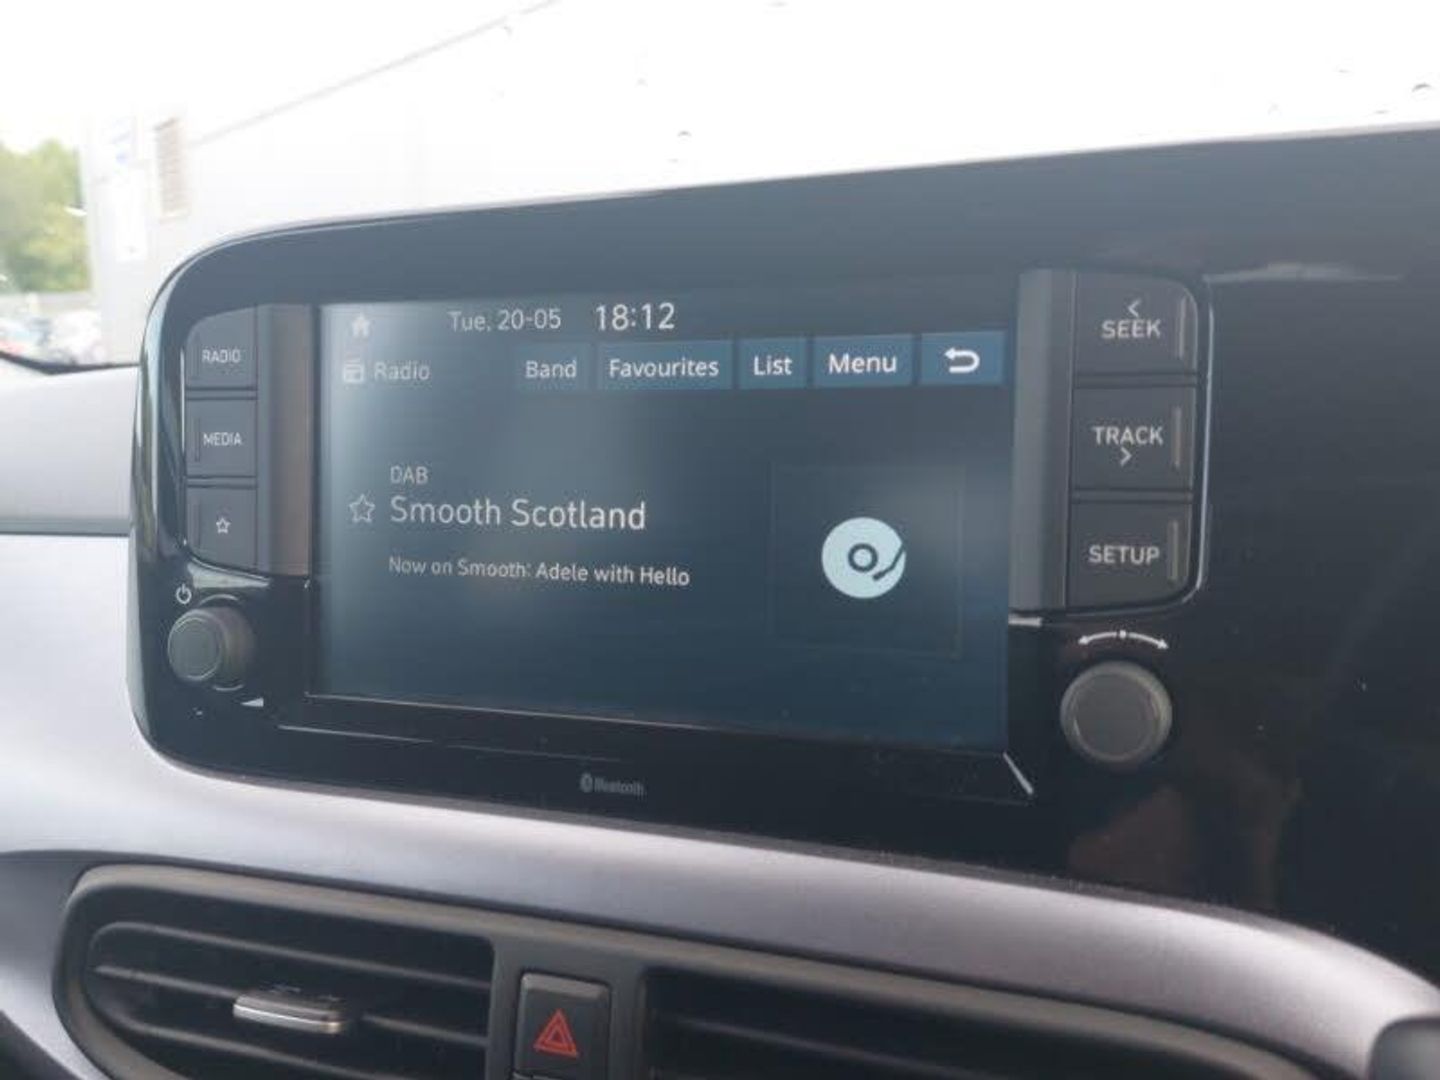 Tue, 20-05 18:12
Radio Band Favourites List Menu
DAB
Smooth Scotland
Now on Smooth: Adele with Hello
RADIO
MEDIA
< SEEK
TRACK >
SETUP
Bluetooth